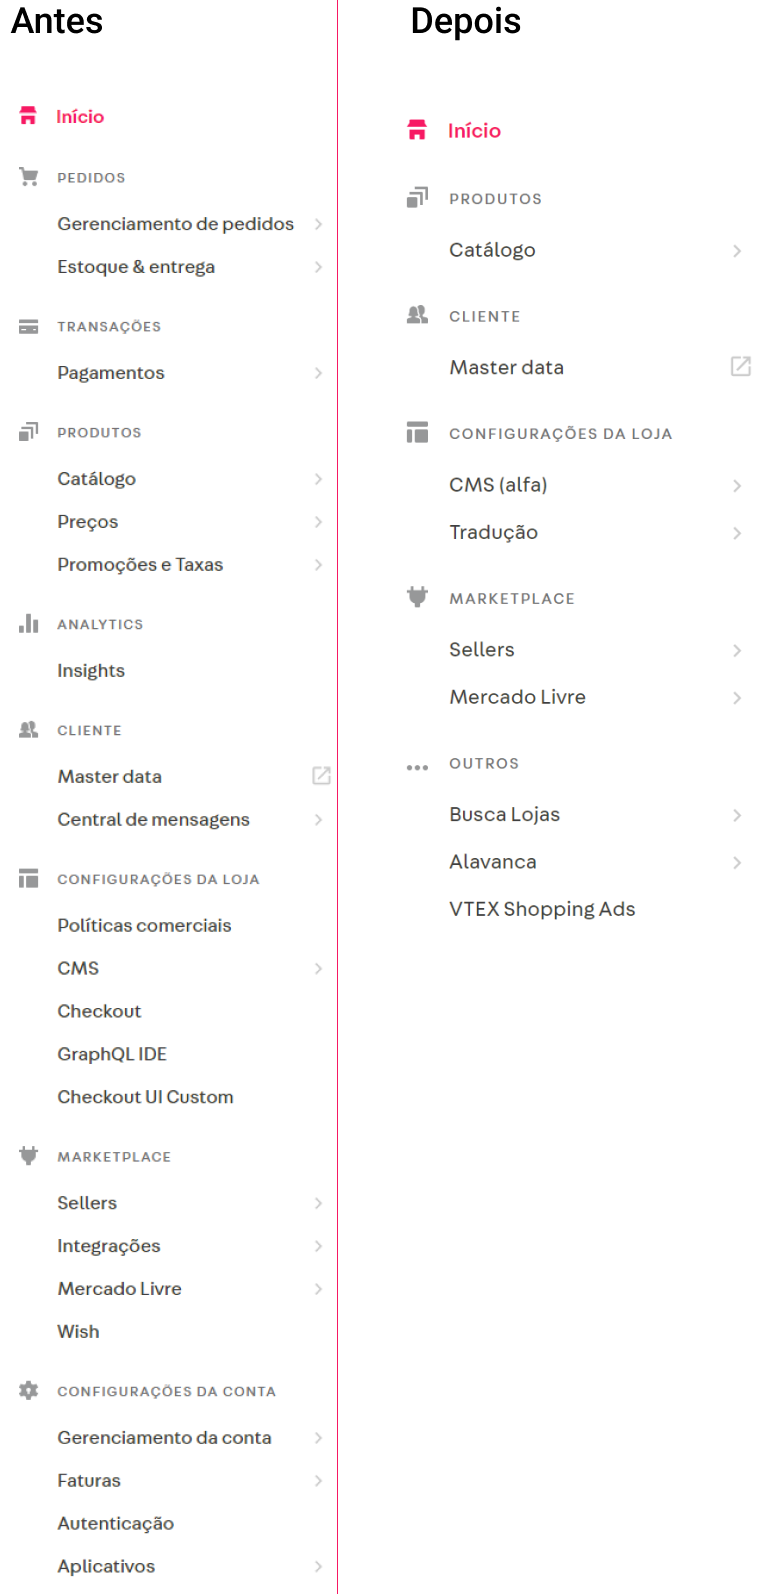 Antes
Início
PEDIDOS
Gerenciamento de pedidos
Estoque & entrega
TRANSAÇÕES
Pagamentos
PRODUTOS
Catálogo
Preços
Promoções e Taxas
ANALYTICS
Insights
CLIENTE
Master data
Central de mensagens
CONFIGURAÇÕES DA LOJA
Políticas comerciais
CMS
Checkout
GraphQL IDE
Checkout UI Custom
MARKETPLACE
Sellers
Integrações
Mercado Livre
Wish
CONFIGURAÇÕES DA CONTA
Gerenciamento da conta
Faturas
Autenticação
Aplicativos
Depois
Início
PRODUTOS
Catálogo
CLIENTE
Master data
CONFIGURAÇÕES DA LOJA
CMS (alfa)
Tradução
MARKETPLACE
Sellers
Mercado Livre
OUTROS
Busca Lojas
Alavanca
VTEX Shopping Ads